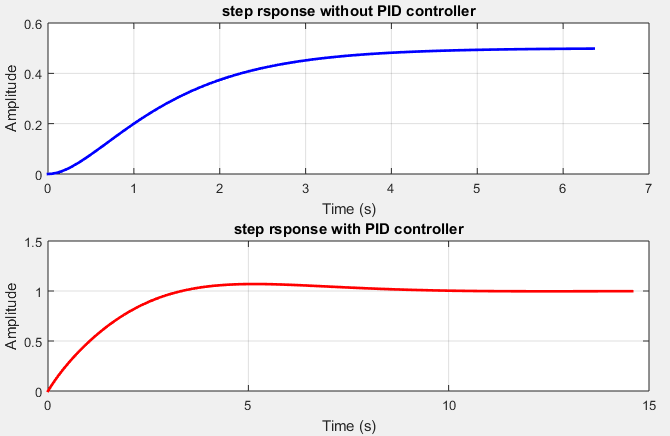 step rsponse without PID controller
0.6
0.4
0.2
0
Amplitude
0 1 2 3 4 5 6 7
Time (s)
step rsponse with PID controller
1.5
1
0.5
0
Amplitude
0 5 10 15
Time (s)